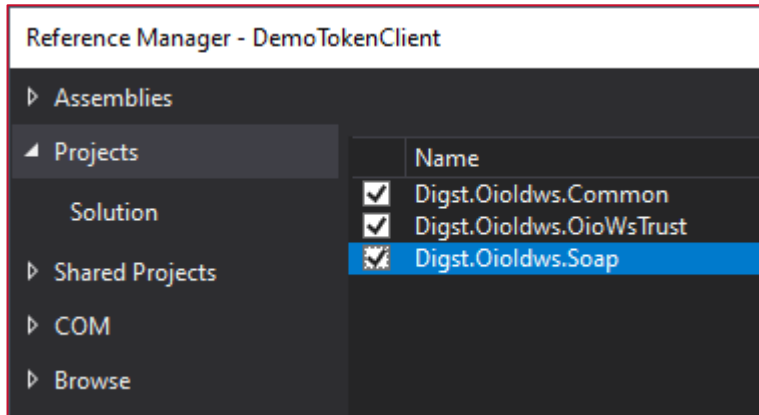 Reference Manager - DemoTokenClient
Assemblies
Projects
Solution
Shared Projects
COM
Browse
Name
Digst.OioIdws.Common
Digst.OioIdws.OioWsTrust
Digst.OioIdws.Soap